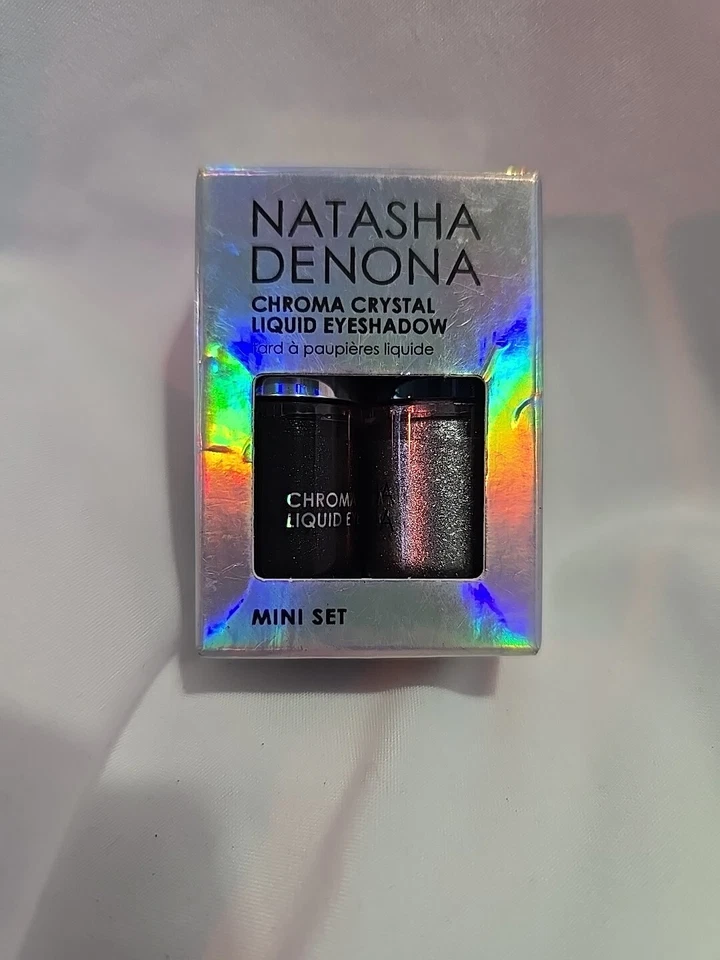 NATASHA
DENONA
CHROMA CRYSTAL
LIQUID EYESHADOW
fard à paupières liquide
CHROMA
LIQUID E
MINI SET